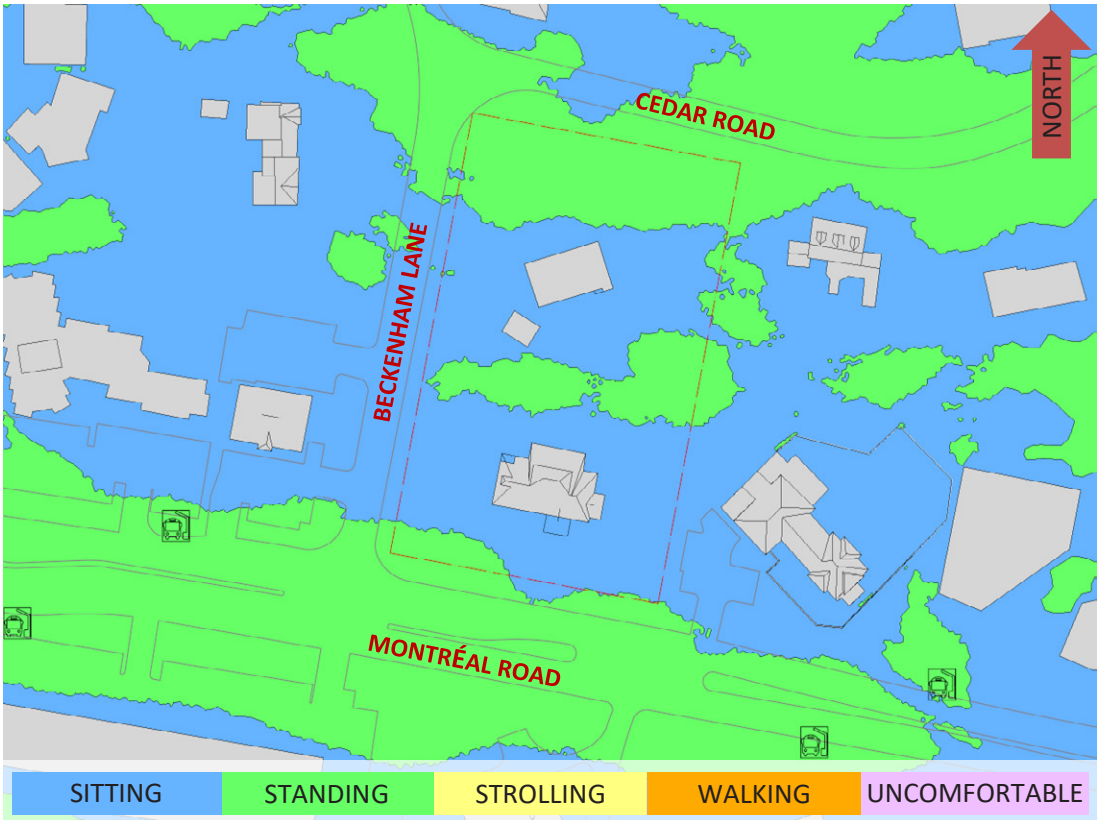 NORTH
CEDAR ROAD
BECKENHAM LANE
MONTRÉAL ROAD
SITTING
STANDING
STROLLING
WALKING
UNCOMFORTABLE